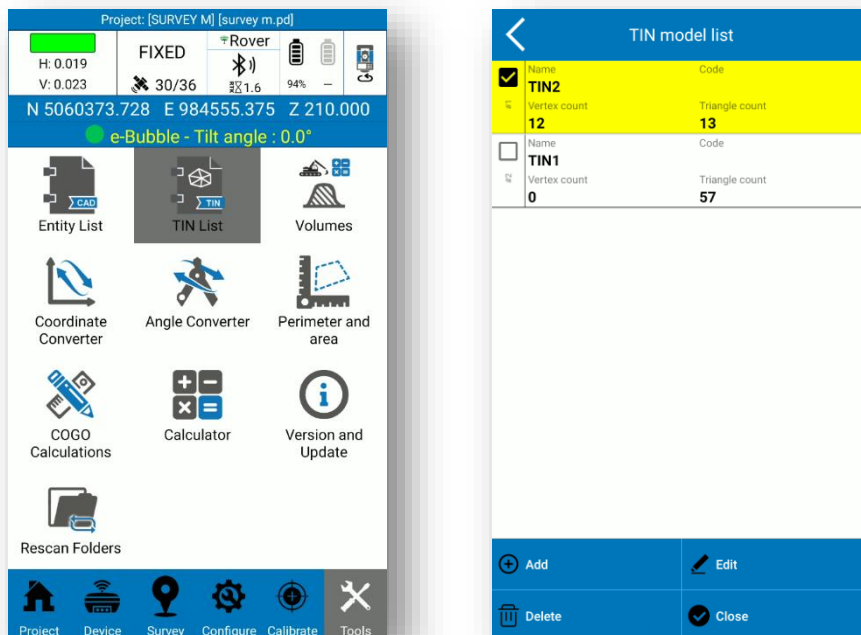 Project: [SURVEY M] [survey m.pd]
H: 0.019
V: 0.023
FIXED
30/36
Rover
1.6
94%
–
N 5060373.728 E 984555.375 Z 210.000
e-Bubble - Tilt angle : 0.0°
CAD
TIN
Entity List
TIN List
Volumes
Coordinate
Converter
Angle Converter
Perimeter and
area
COGO
Calculations
Calculator
Version and
Update
Rescan Folders
Project
Device
Survey
Configure
Calibrate
Tools
TIN model list
Name
Code
TIN2
#1
Vertex count
Triangle count
12
13
Name
Code
TIN1
#2
Vertex count
Triangle count
0
57
Add
Edit
Delete
Close